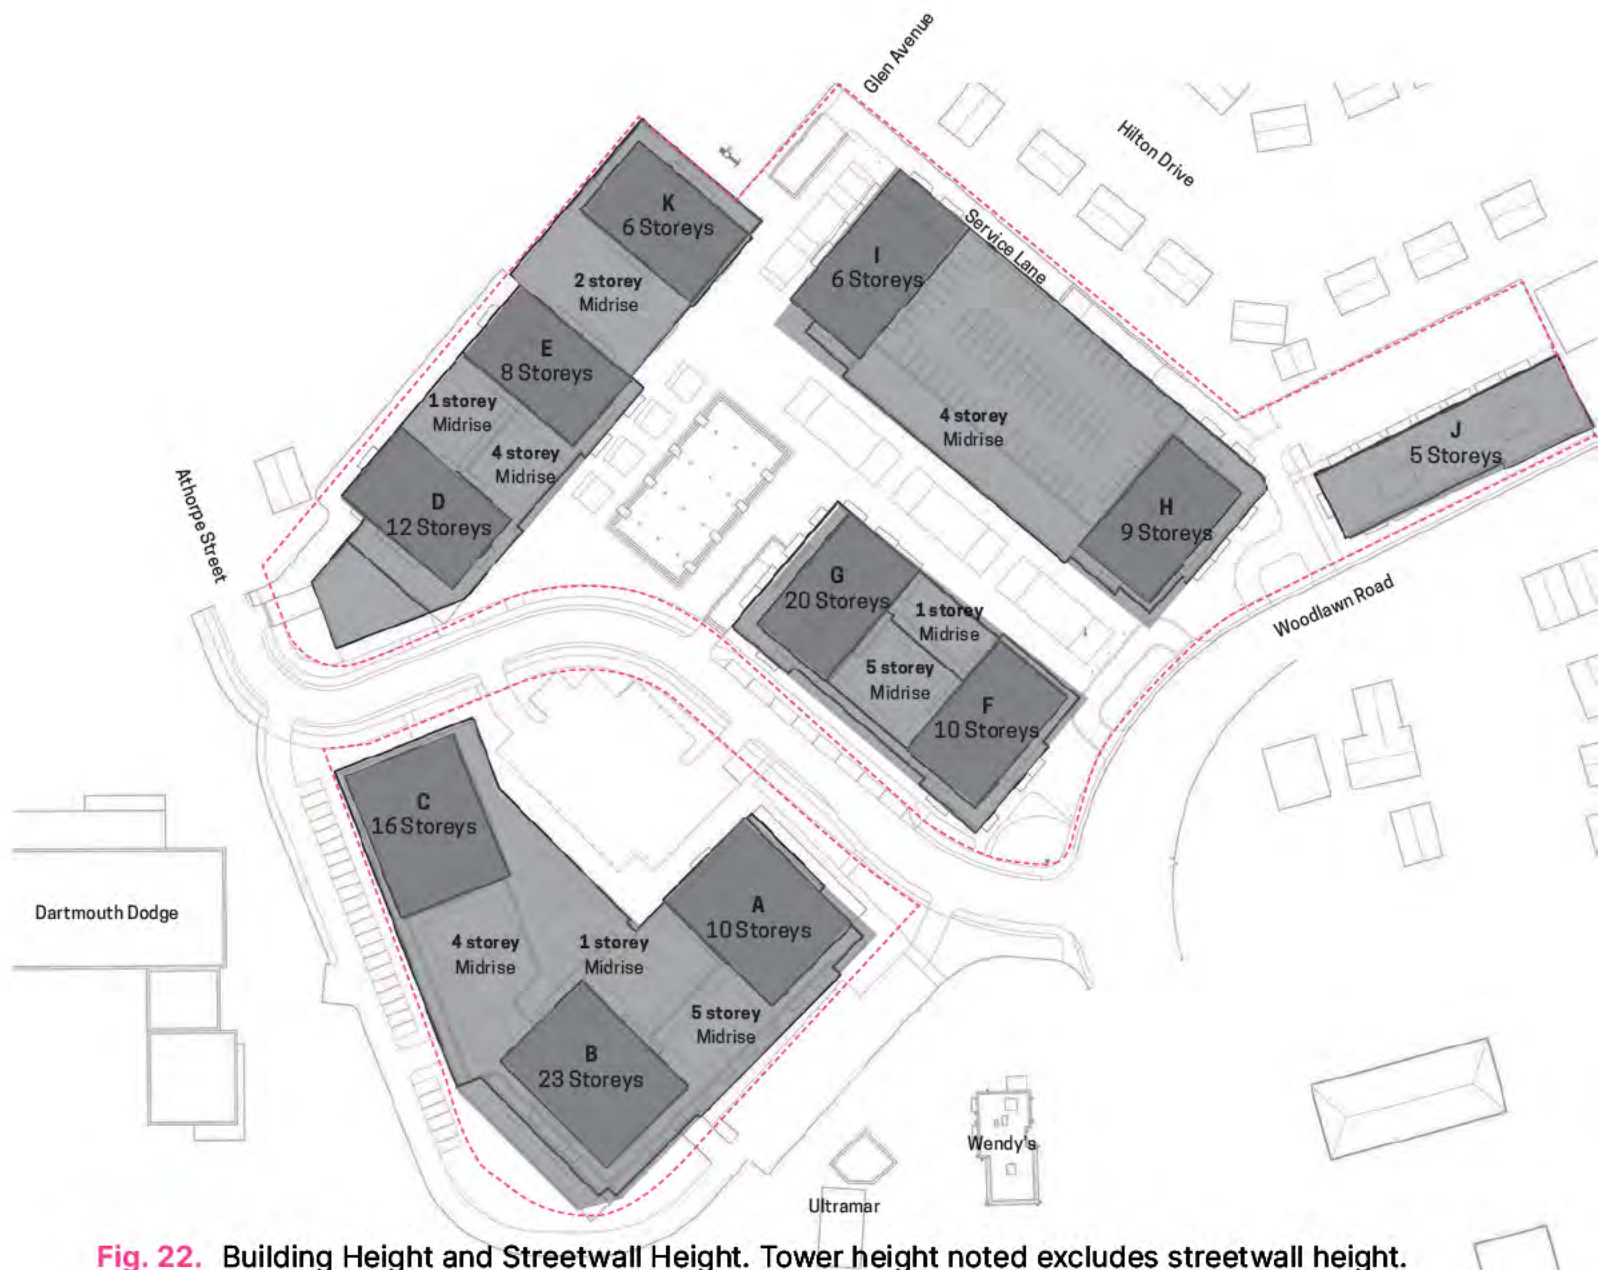 Glen Avenue
Hilton Drive
K
6 Storeys
Service Lane
I
6 Storeys
2 storey
Midrise
E
8 Storeys
1 storey
Midrise
4 storey
Midrise
4 storey
Midrise
J
5 Storeys
D
12 Storeys
H
9 Storeys
Athorpe Street
G
20 Storeys
1 storey
Midrise
Woodlawn Road
5 storey
Midrise
F
10 Storeys
C
16 Storeys
Dartmouth Dodge
A
10 Storeys
4 storey
Midrise
1 storey
Midrise
5 storey
Midrise
B
23 Storeys
Wendy's
Ultramar
Fig. 22. Building Height and Streetwall Height. Tower height noted excludes streetwall height.